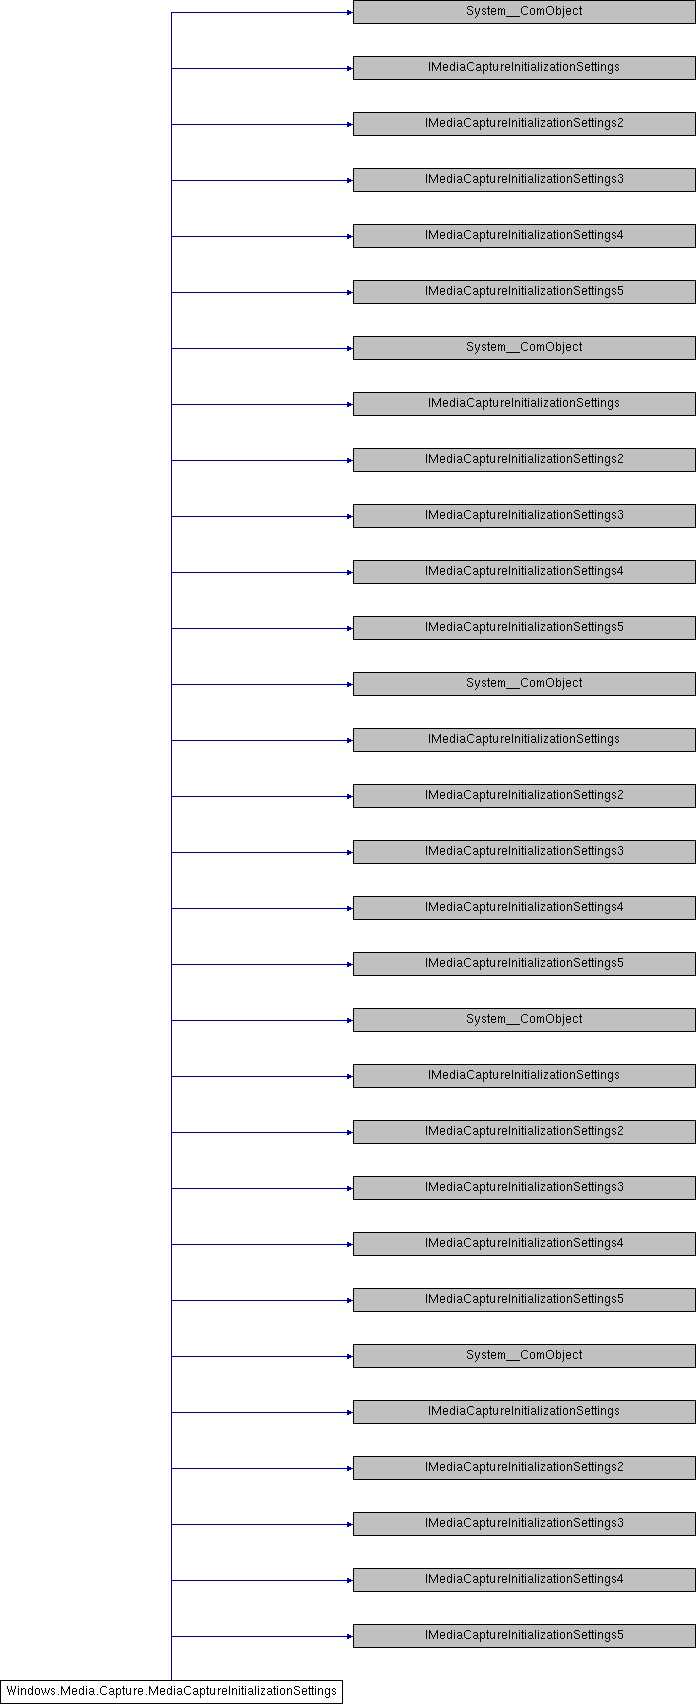 System__ComObject
IMediaCaptureInitializationSettings
IMediaCaptureInitializationSettings2
IMediaCaptureInitializationSettings3
IMediaCaptureInitializationSettings4
IMediaCaptureInitializationSettings5
System__ComObject
IMediaCaptureInitializationSettings
IMediaCaptureInitializationSettings2
IMediaCaptureInitializationSettings3
IMediaCaptureInitializationSettings4
IMediaCaptureInitializationSettings5
System__ComObject
IMediaCaptureInitializationSettings
IMediaCaptureInitializationSettings2
IMediaCaptureInitializationSettings3
IMediaCaptureInitializationSettings4
IMediaCaptureInitializationSettings5
System__ComObject
IMediaCaptureInitializationSettings
IMediaCaptureInitializationSettings2
IMediaCaptureInitializationSettings3
IMediaCaptureInitializationSettings4
IMediaCaptureInitializationSettings5
System__ComObject
IMediaCaptureInitializationSettings
IMediaCaptureInitializationSettings2
IMediaCaptureInitializationSettings3
IMediaCaptureInitializationSettings4
IMediaCaptureInitializationSettings5
Windows.Media.Capture.MediaCaptureInitializationSettings